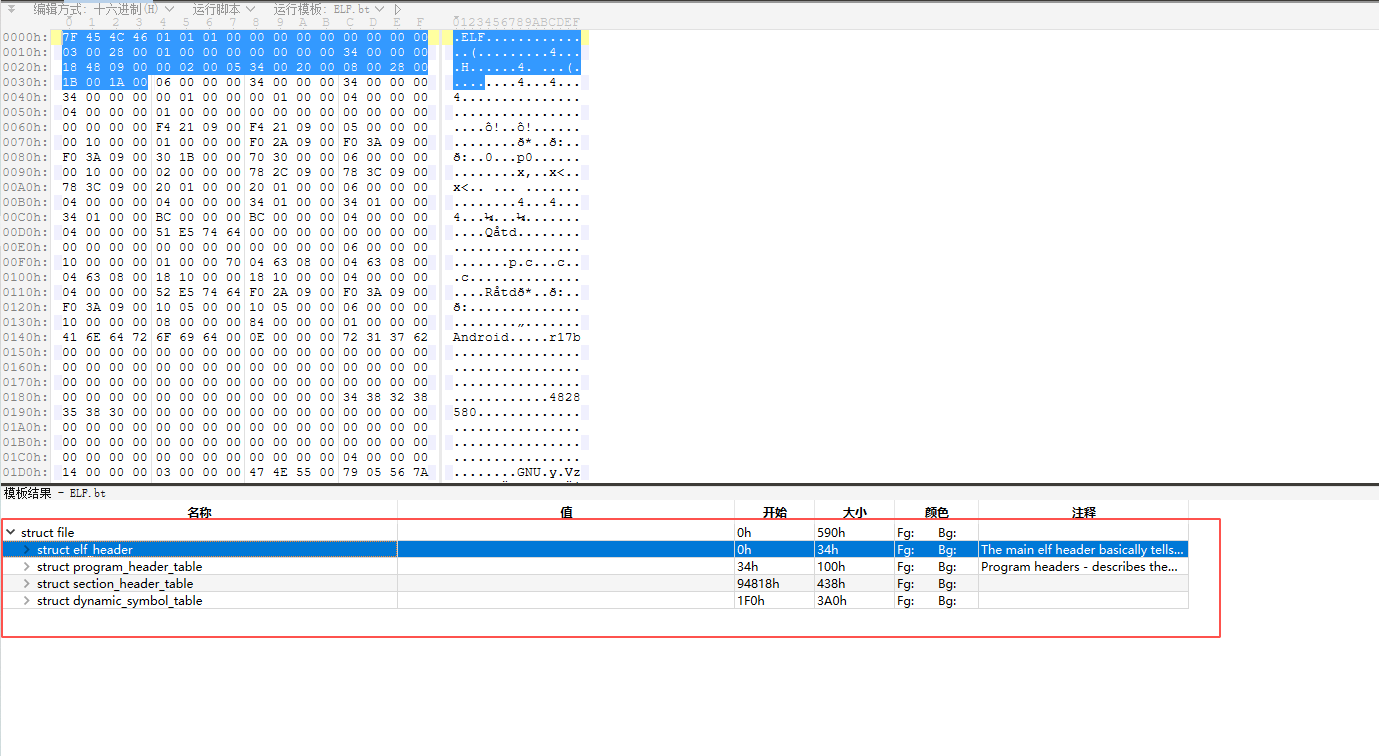 编辑方式: 十六进制(H) 运行脚本 运行模板: ELF.bt
0 1 2 3 4 5 6 7 8 9 A B C D E F 0123456789ABCDEF
0000h: 7F 45 4C 46 01 01 01 00 00 00 00 00 00 00 00 00 .ELF............
0010h: 03 00 28 00 01 00 00 00 00 00 00 00 34 00 00 00 ..(.........4...
0020h: 18 48 09 00 00 02 00 05 34 00 20 00 08 00 28 00 .H......4. ...(.
0030h: 1B 00 1A 00 06 00 00 00 34 00 00 00 34 00 00 00 ........4...4...
0040h: 34 00 00 00 00 01 00 00 00 01 00 00 04 00 00 00 4...............
0050h: 04 00 00 00 01 00 00 00 00 00 00 00 00 00 00 00 ................
0060h: 00 00 00 00 F4 21 09 00 F4 21 09 00 05 00 00 00 ....ô!..ô!......
0070h: 00 10 00 00 01 00 00 00 F0 2A 09 00 F0 3A 09 00 ........ð*..ð:..
0080h: F0 3A 09 00 30 1B 00 00 70 30 00 00 06 00 00 00 ð:..0...p0......
0090h: 00 10 00 00 02 00 00 00 78 2C 09 00 78 3C 09 00 ........x,..x<..
00A0h: 78 3C 09 00 20 01 00 00 20 01 00 00 06 00 00 00 x<.. ... .......
00B0h: 04 00 00 00 04 00 00 00 34 01 00 00 34 01 00 00 ........4...4...
00C0h: 34 01 00 00 BC 00 00 00 BC 00 00 00 04 00 00 00 4...¼...¼.......
00D0h: 04 00 00 00 51 E5 74 64 00 00 00 00 00 00 00 00 ....Qåtd........
00E0h: 00 00 00 00 00 00 00 00 00 00 00 00 06 00 00 00 ................
00F0h: 10 00 00 00 01 00 00 70 04 63 08 00 04 63 08 00 .......p.c...c..
0100h: 04 63 08 00 18 10 00 00 18 10 00 00 04 00 00 00 .c..............
0110h: 04 00 00 00 52 E5 74 64 F0 2A 09 00 F0 3A 09 00 ....Råtdð*..ð:..
0120h: F0 3A 09 00 10 05 00 00 10 05 00 00 06 00 00 00 ð:..............
0130h: 10 00 00 00 08 00 00 00 84 00 00 00 01 00 00 00 ........„.......
0140h: 41 6E 64 72 6F 69 64 00 0E 00 00 00 72 31 37 62 Android.....r17b
0150h: 00 00 00 00 00 00 00 00 00 00 00 00 00 00 00 00 ................
0160h: 00 00 00 00 00 00 00 00 00 00 00 00 00 00 00 00 ................
0170h: 00 00 00 00 00 00 00 00 00 00 00 00 00 00 00 00 ................
0180h: 00 00 00 00 00 00 00 00 00 00 00 00 34 38 32 38 ............4828
0190h: 35 38 30 00 00 00 00 00 00 00 00 00 00 00 00 00 580.............
01A0h: 00 00 00 00 00 00 00 00 00 00 00 00 00 00 00 00 ................
01B0h: 00 00 00 00 00 00 00 00 00 00 00 00 00 00 00 00 ................
01C0h: 00 00 00 00 00 00 00 00 00 00 00 00 04 00 00 00 ................
01D0h: 14 00 00 00 03 00 00 00 47 4E 55 00 79 05 56 7A ........GNU.y.Vz
模板结果 - ELF.bt
名称 值 开始 大小 颜色 注释
struct file 0h 590h Fg: Bg:
struct elf_header 0h 34h Fg: Bg: The main elf header basically tells...
struct program_header_table 34h 100h Fg: Bg: Program headers - describes the...
struct section_header_table 94818h 438h Fg: Bg:
struct dynamic_symbol_table 1F0h 3A0h Fg: Bg: